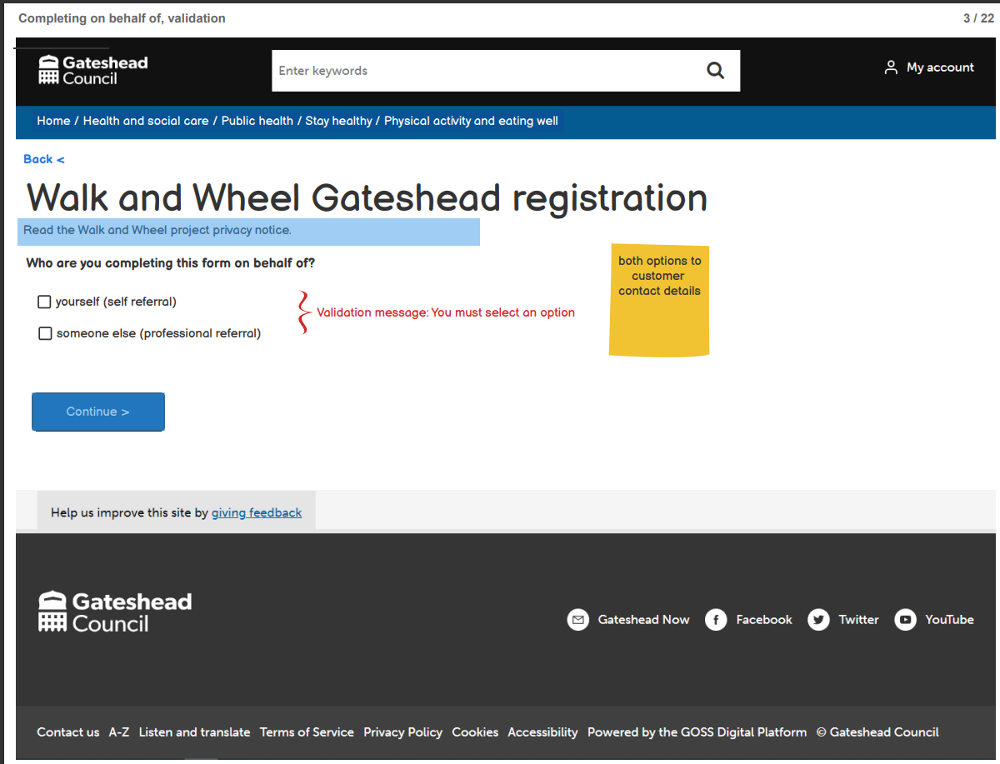 Completing on behalf of, validation
3 / 22
Gateshead
Council
Enter keywords
My account
Home / Health and social care / Public health / Stay healthy / Physical activity and eating well
Back <
Walk and Wheel Gateshead registration
Read the Walk and Wheel project privacy notice.
Who are you completing this form on behalf of?
yourself (self referral)
someone else (professional referral)
Validation message: You must select an option
both options to
customer
contact details
Continue >
Help us improve this site by giving feedback
Gateshead
Council
Gateshead Now
Facebook
Twitter
YouTube
Contact us A-Z Listen and translate Terms of Service Privacy Policy Cookies Accessibility Powered by the GOSS Digital Platform © Gateshead Council